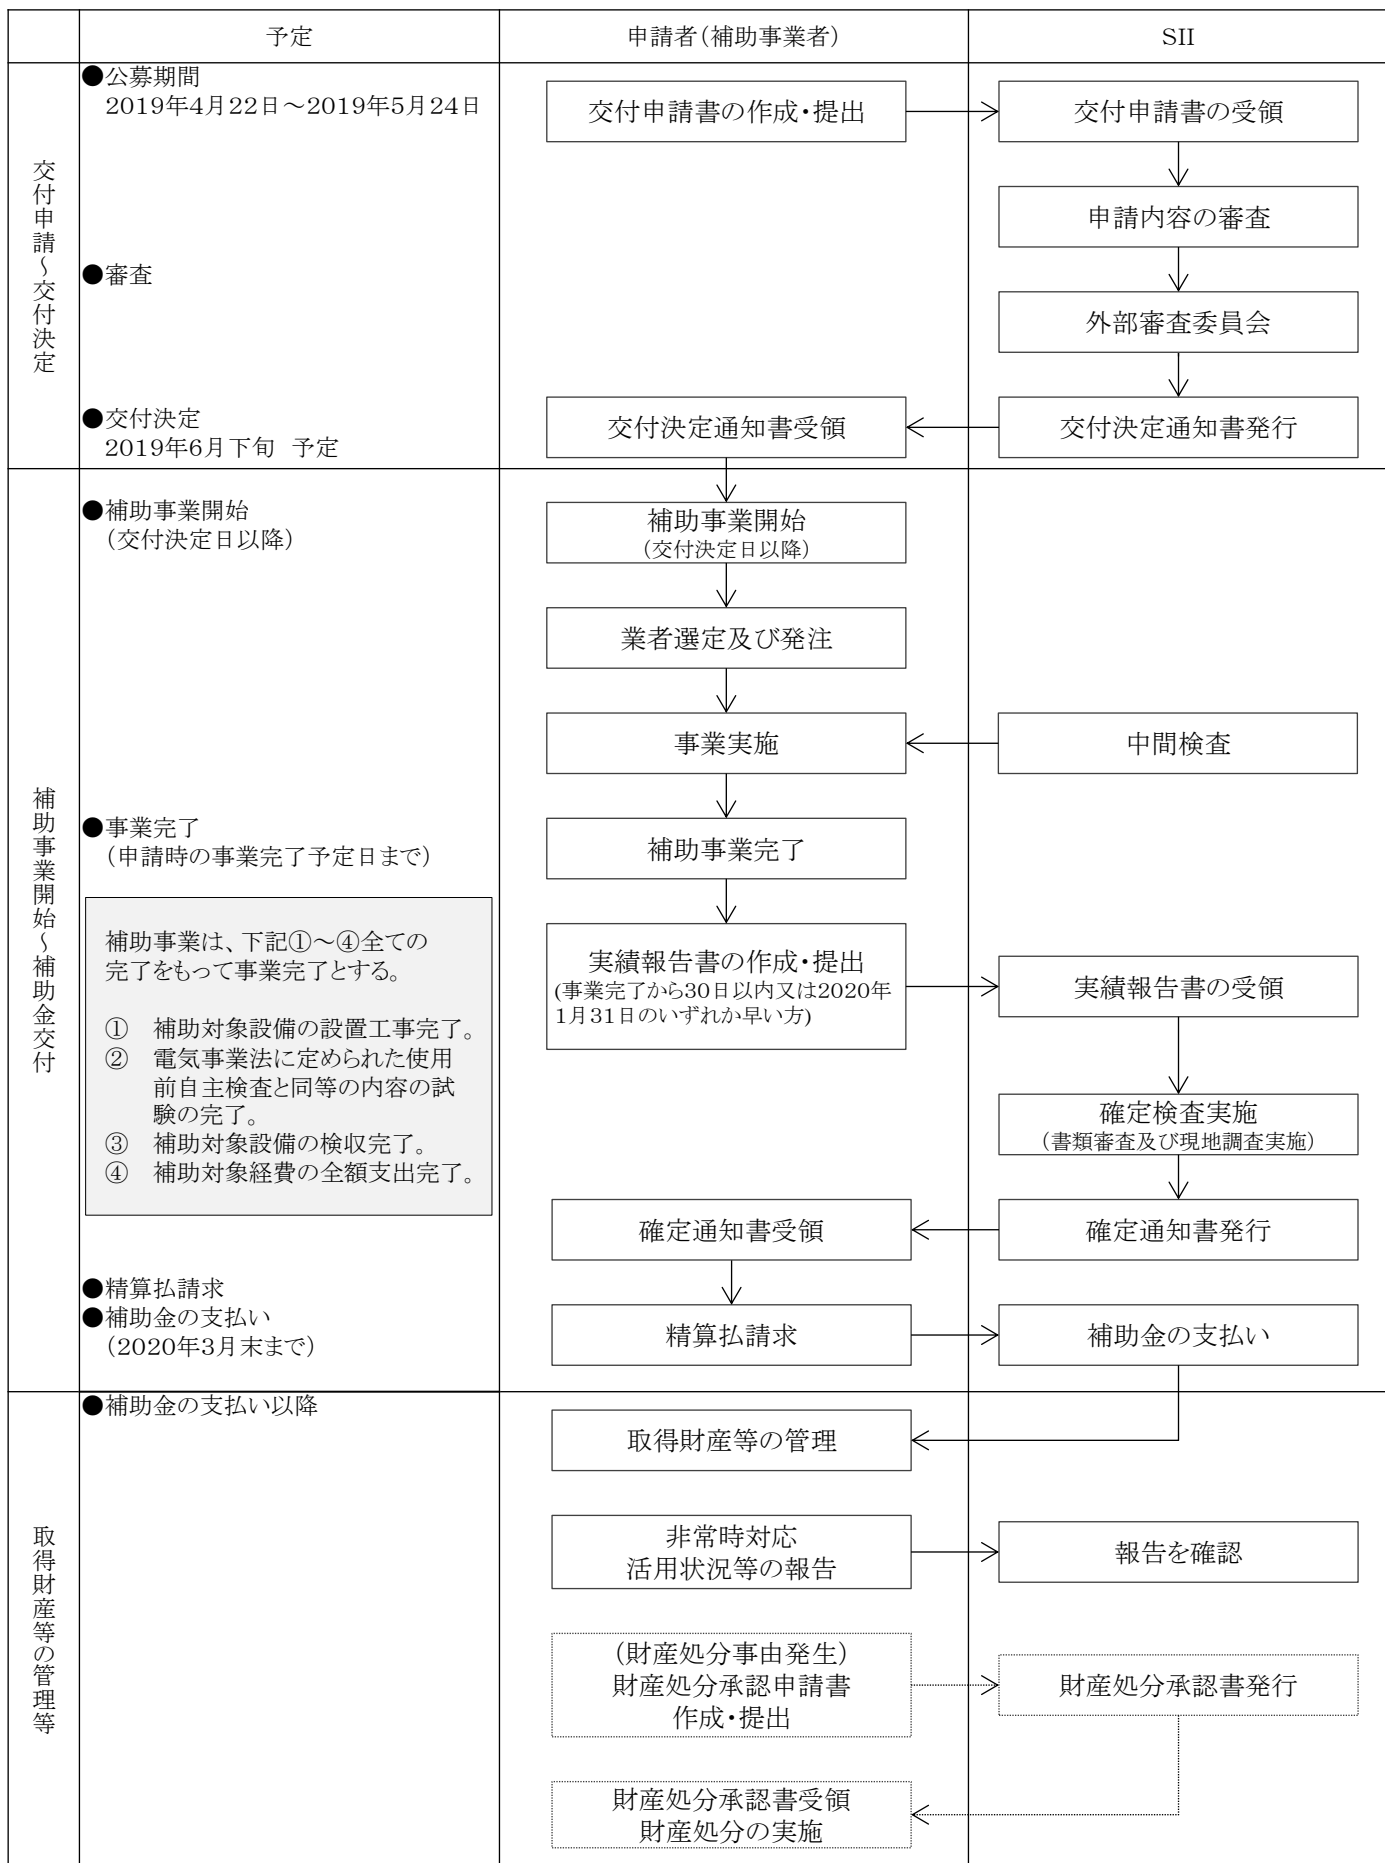 予定
申請者(補助事業者)
SII
交付申請～交付決定
●公募期間
2019年4月22日～2019年5月24日
交付申請書の作成・提出
交付申請書の受領
申請内容の審査
●審査
外部審査委員会
●交付決定
2019年6月下旬 予定
交付決定通知書受領
交付決定通知書発行
補助事業開始～補助金交付
●補助事業開始
(交付決定日以降)
補助事業開始
(交付決定日以降)
業者選定及び発注
事業実施
中間検査
●事業完了
(申請時の事業完了予定日まで)
補助事業完了
補助事業は、下記①～④全ての
完了をもって事業完了とする。
① 補助対象設備の設置工事完了。
② 電気事業法に定められた使用
前自主検査と同等の内容の試
験の完了。
③ 補助対象設備の検収完了。
④ 補助対象経費の全額支出完了。
実績報告書の作成・提出
(事業完了から30日以内又は2020年
1月31日のいずれか早い方)
実績報告書の受領
確定検査実施
(書類審査及び現地調査実施)
確定通知書受領
確定通知書発行
●精算払請求
●補助金の支払い
(2020年3月末まで)
精算払請求
補助金の支払い
取得財産等の管理等
●補助金の支払い以降
取得財産等の管理
非常時対応
活用状況等の報告
報告を確認
(財産処分事由発生)
財産処分承認申請書
作成・提出
財産処分承認書発行
財産処分承認書受領
財産処分の実施